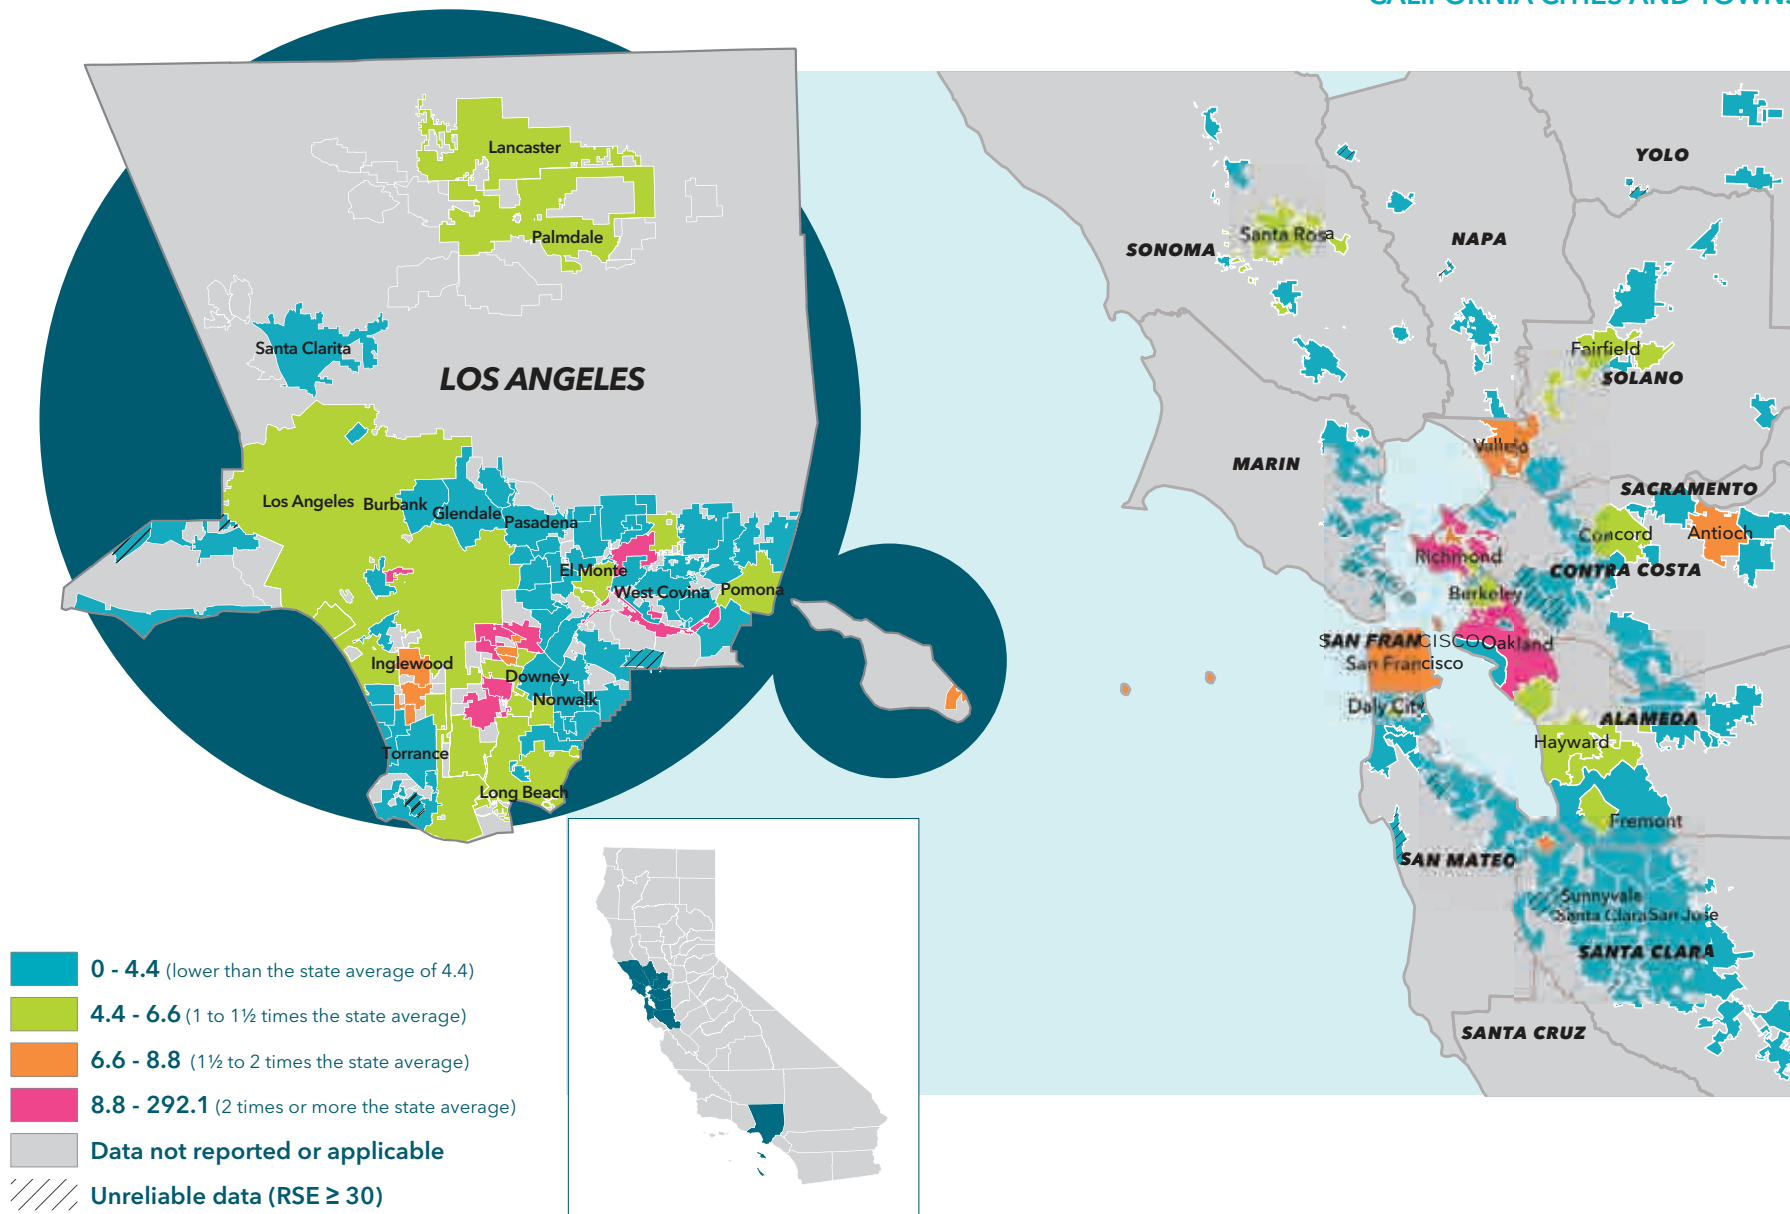 CALIFORNIA CITIES AND TOWNS
Lancaster
Palmdale
Santa Clarita
LOS ANGELES
Los Angeles
Burbank
Glendale
Pasadena
El Monte
West Covina
Pomona
Inglewood
Downey
Norwalk
Torrance
Long Beach
YOLO
SONOMA
Santa Rosa
NAPA
Fairfield
SOLANO
MARIN
Vallejo
SACRAMENTO
Concord
Antioch
Richmond
CONTRA COSTA
Berkeley
SAN FRANCISCO
Oakland
San Francisco
Daly City
ALAMEDA
Hayward
Fremont
SAN MATEO
Sunnyvale
Santa Clara
San Jose
SANTA CLARA
SANTA CRUZ
0 - 4.4 (lower than the state average of 4.4)
4.4 - 6.6 (1 to 1½ times the state average)
6.6 - 8.8 (1½ to 2 times the state average)
8.8 - 292.1 (2 times or more the state average)
Data not reported or applicable
Unreliable data (RSE ≥ 30)